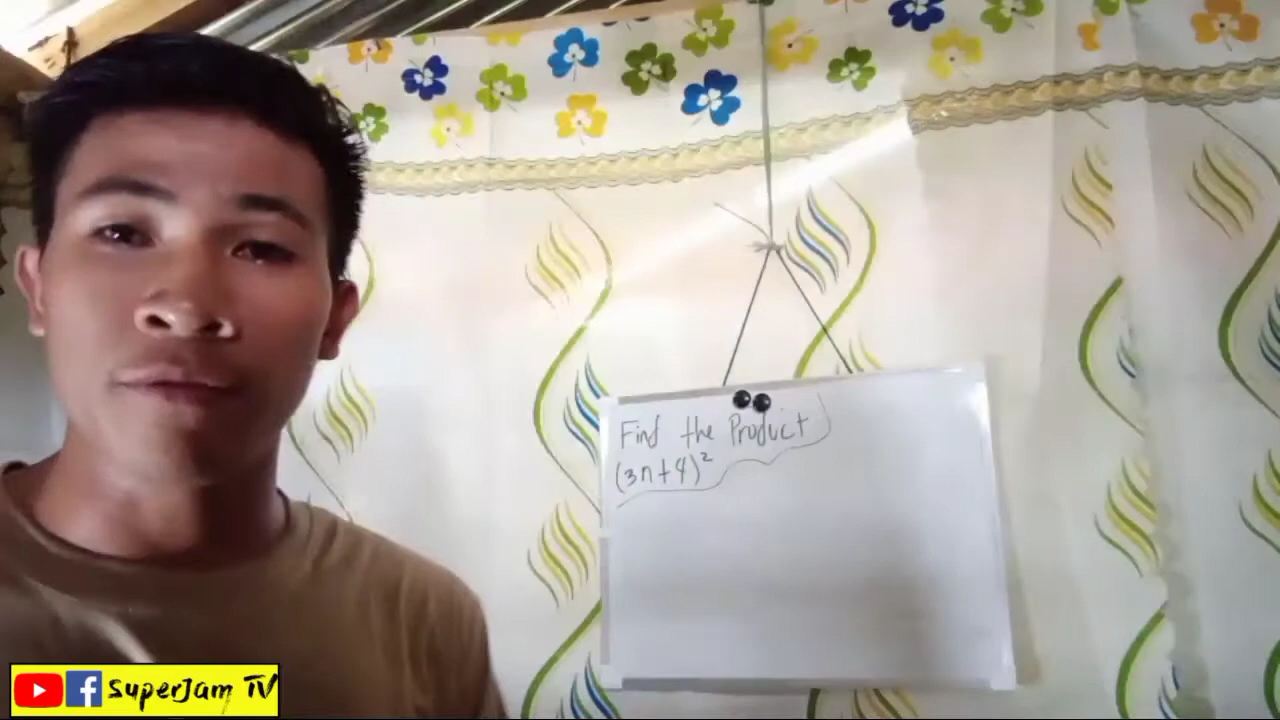 Find the Product
(3n+4)²
SuperJam TV